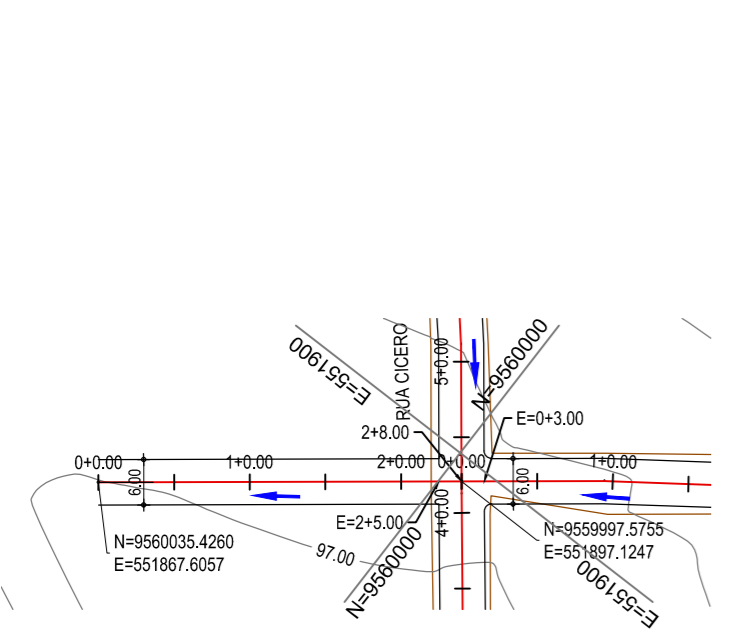 E=551900
RUA CICERO
5+0.00
N=9560000
2+8.00
E=0+3.00
0+0.00
1+0.00
2+0.00
0+0.00
1+0.00
6.00
6.00
E=2+5.00
4+0.00
N=9559997.5755
E=551897.1247
N=9560035.4260
E=551867.6057
97.00
N=9560000
E=551900